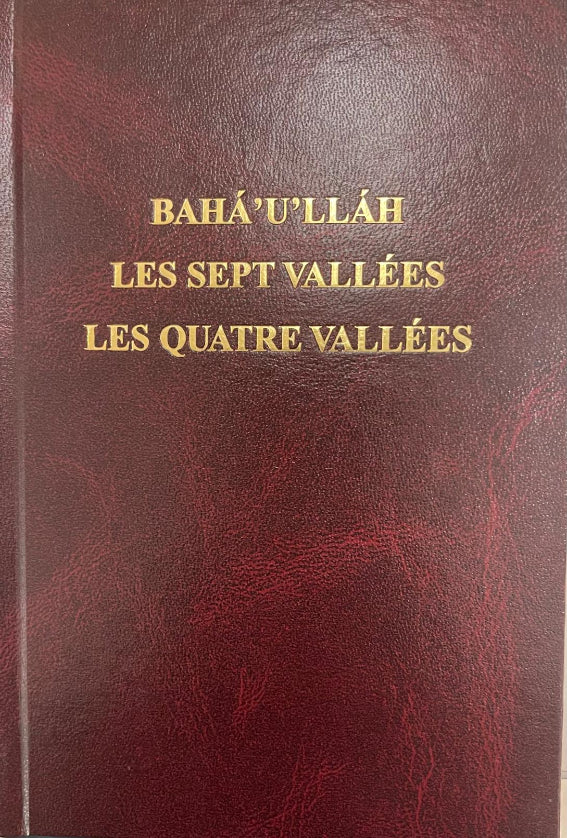 BAHÁ’U’LLÁH
LES SEPT VALLÉES
LES QUATRE VALLÉES